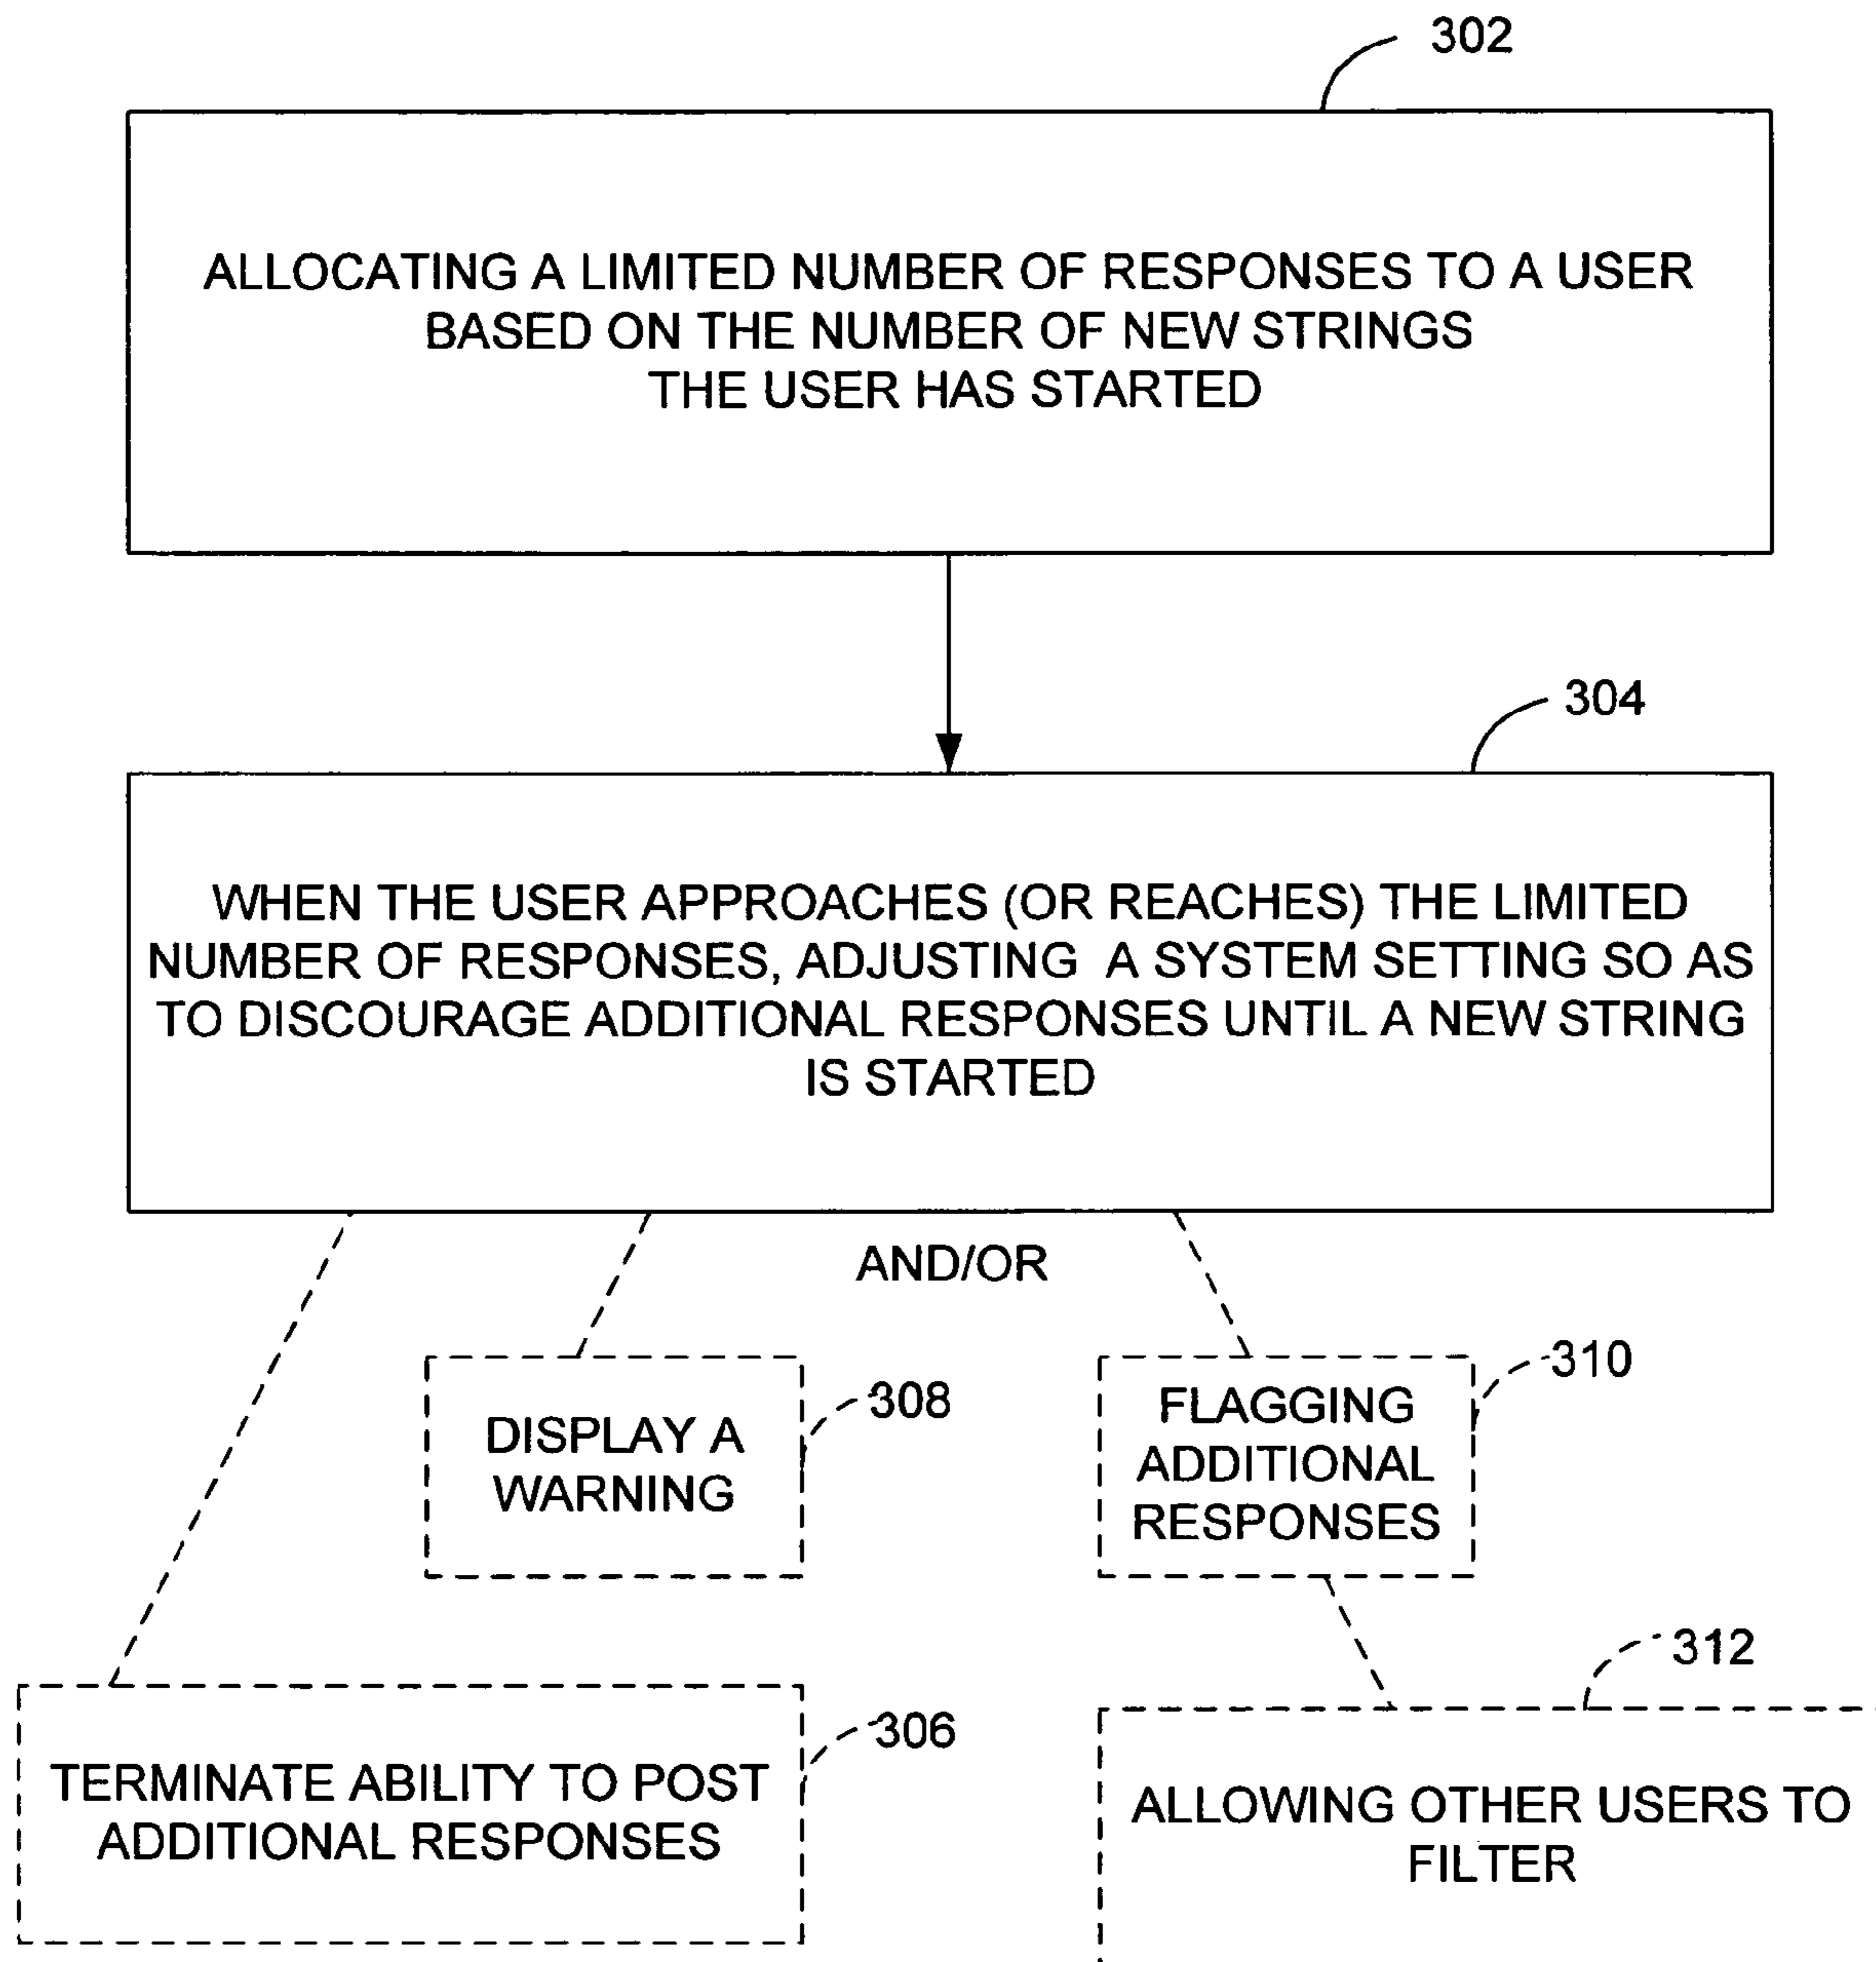 302
ALLOCATING A LIMITED NUMBER OF RESPONSES TO A USER
BASED ON THE NUMBER OF NEW STRINGS
THE USER HAS STARTED
304
WHEN THE USER APPROACHES (OR REACHES) THE LIMITED
NUMBER OF RESPONSES, ADJUSTING A SYSTEM SETTING SO AS
TO DISCOURAGE ADDITIONAL RESPONSES UNTIL A NEW STRING
IS STARTED
AND/OR
308
DISPLAY A
WARNING
310
FLAGGING
ADDITIONAL
RESPONSES
306
TERMINATE ABILITY TO POST
ADDITIONAL RESPONSES
312
ALLOWING OTHER USERS TO
FILTER